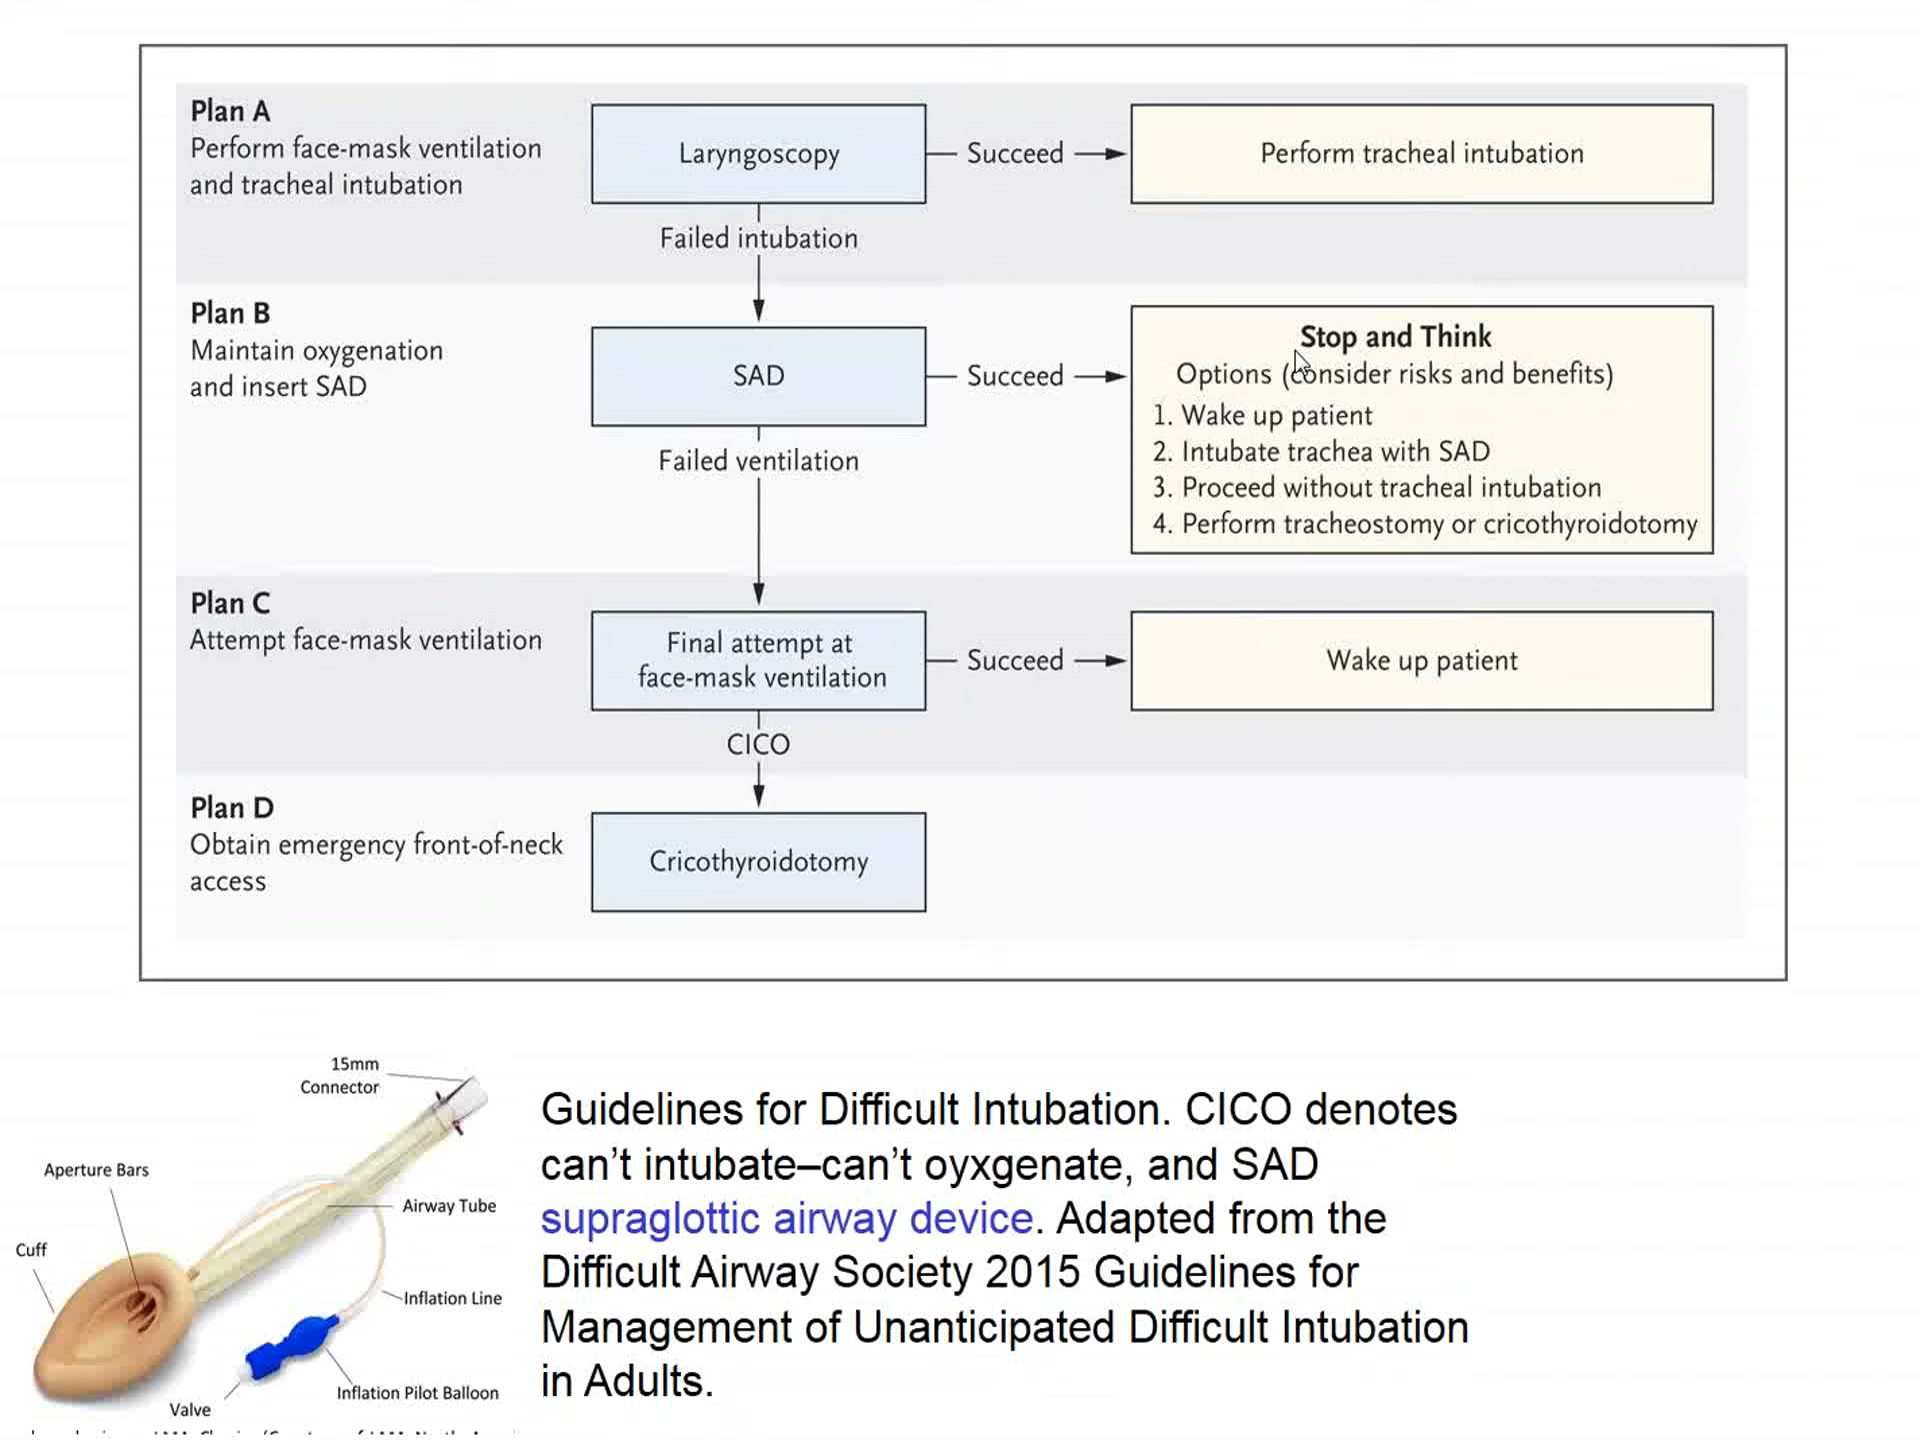 Plan A
Perform face-mask ventilation
and tracheal intubation
Laryngoscopy
Succeed
Perform tracheal intubation
Failed intubation
Plan B
Maintain oxygenation
and insert SAD
SAD
Succeed
Stop and Think
Options (consider risks and benefits)
1. Wake up patient
2. Intubate trachea with SAD
3. Proceed without tracheal intubation
4. Perform tracheostomy or cricothyroidotomy
Failed ventilation
Plan C
Attempt face-mask ventilation
Final attempt at
face-mask ventilation
Succeed
Wake up patient
CICO
Plan D
Obtain emergency front-of-neck
access
Cricothyroidotomy
15mm
Connector
Aperture Bars
Airway Tube
Cuff
Inflation Line
Inflation Pilot Balloon
Valve
Guidelines for Difficult Intubation. CICO denotes
can't intubate–can't oyxgenate, and SAD
supraglottic airway device. Adapted from the
Difficult Airway Society 2015 Guidelines for
Management of Unanticipated Difficult Intubation
in Adults.